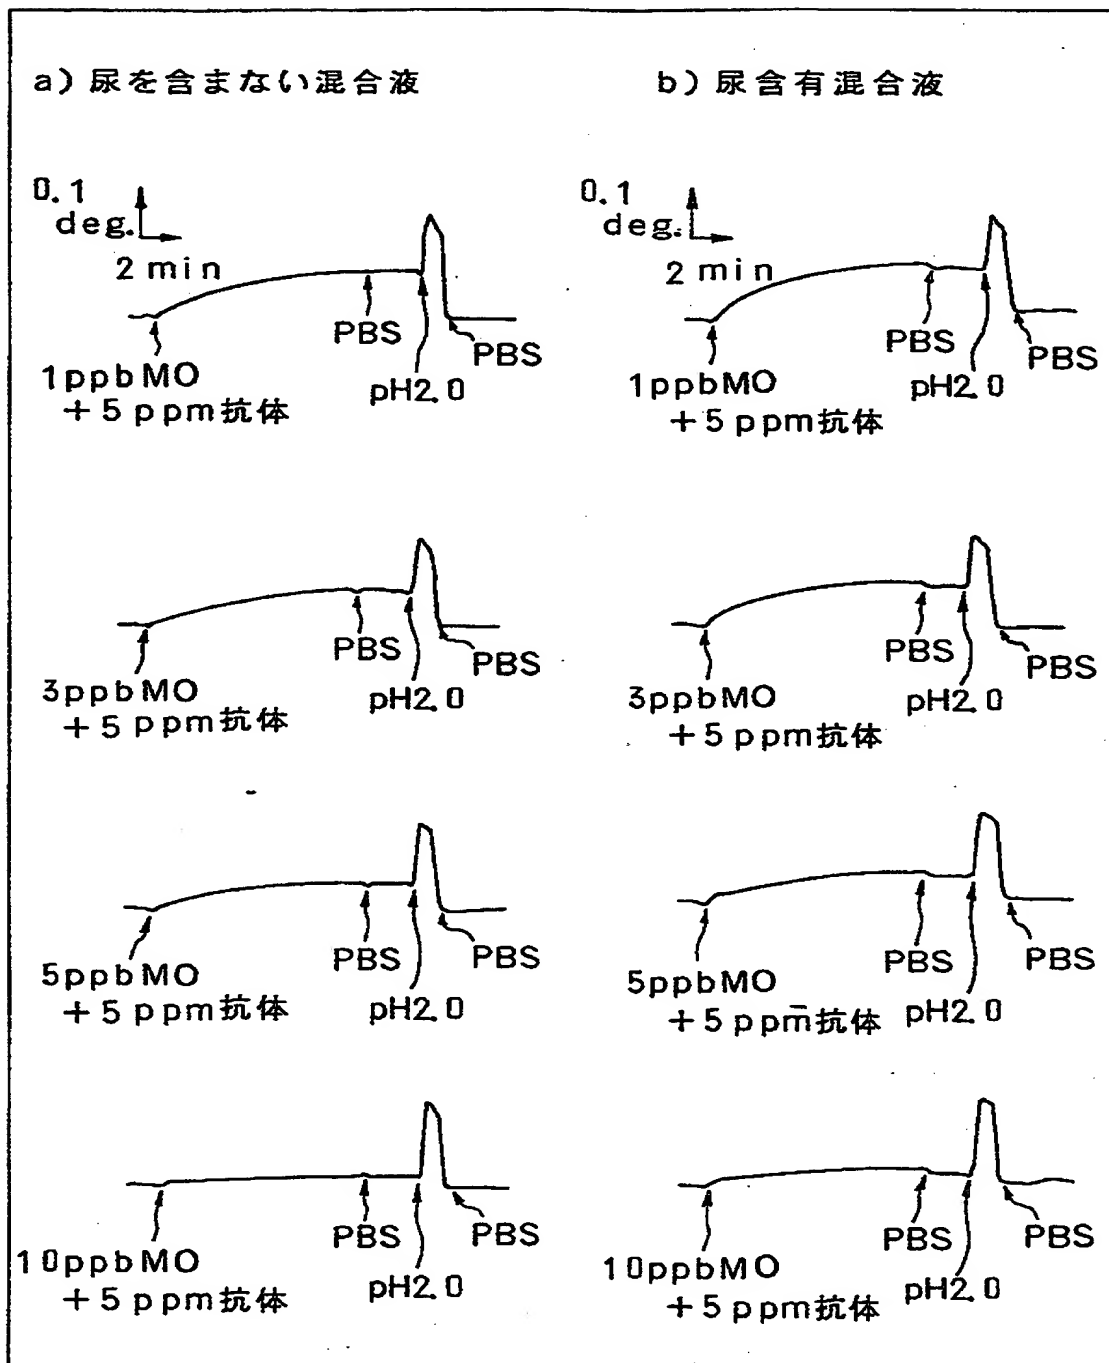 a) 尿を含まない混合液
b) 尿含有混合液
0.1
deg.
2 min
PBS
PBS
pH2.0
1ppbMO
+5ppm抗体
0.1
deg.
2 min
PBS
PBS
pH2.0
1ppbMO
+5ppm抗体
PBS
PBS
pH2.0
3ppbMO
+5ppm抗体
PBS
PBS
pH2.0
3ppbMO
+5ppm抗体
PBS
PBS
pH2.0
5ppbMO
+5ppm抗体
PBS
PBS
pH2.0
5ppbMO
+5ppm抗体
PBS
PBS
pH2.0
10ppbMO
+5ppm抗体
PBS
PBS
pH2.0
10ppbMO
+5ppm抗体